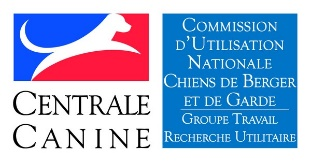 CENTRALE
CANINE
COMMISSION
D'UTILISATION
NATIONALE
CHIENS DE BERGER
ET DE GARDE
GROUPE TRAVAIL
RECHERCHE UTILITAIRE